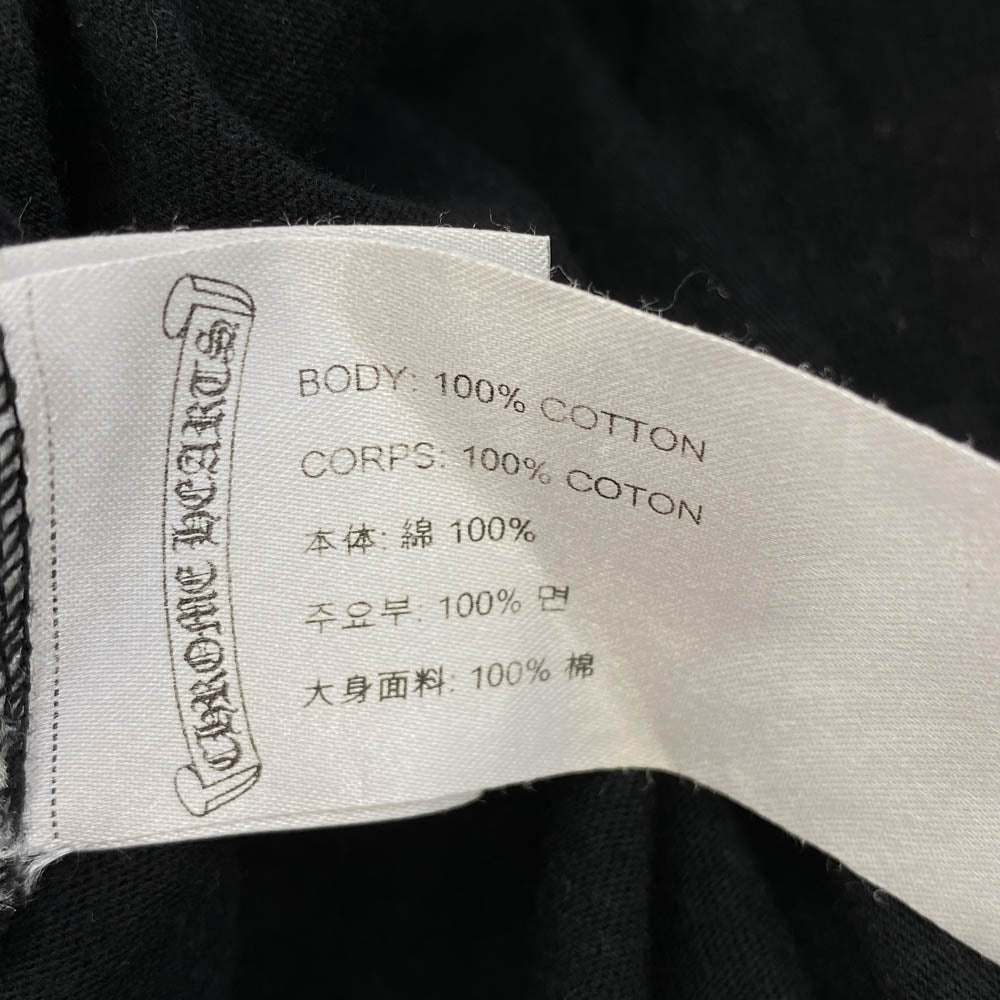 CHROME HEARTS
BODY: 100% COTTON
CORPS: 100% COTON
本体: 綿 100%
주요부: 100% 면
大身面料: 100% 棉